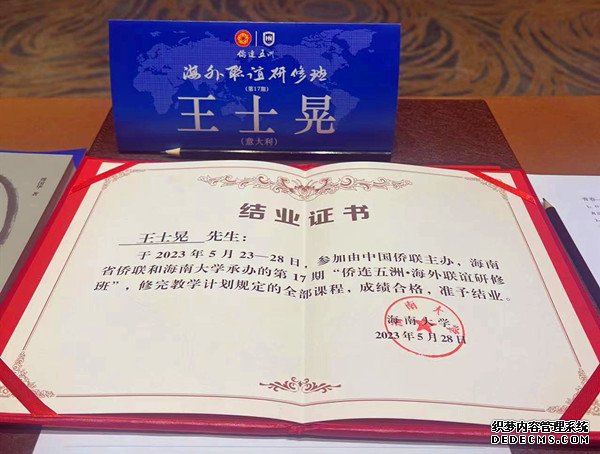 侨连五洲
海外联谊研修班
(第17期)
王士晃
(意大利)
结业证书
王士晃 先生:
于 2023 年 5 月 23—28 日,参加由中国侨联主办,海南
省侨联和海南大学承办的第 17 期“侨连五洲·海外联谊研修
班”,修完教学计划规定的全部课程,成绩合格,准予结业。
海南大学
2023 年 5 月 28 日
织梦内容管理系统
DEDECMS.COM